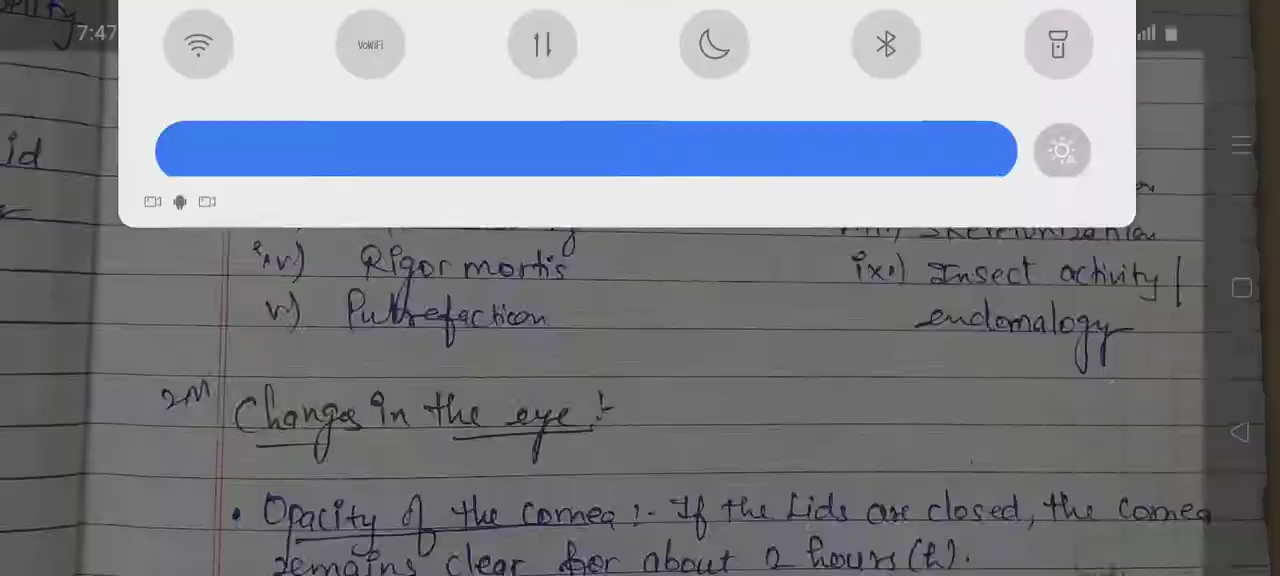 7:47
VoWiFi
id
iv) Rigor mortis
v) Putrefaction
Skeletonization
ix.) Insect activity /
endomalogy
2M Changes in the eye :-
• Opacity of the cornea :- If the Lids are closed, the cornea
remains clear for about 2 hours (h).